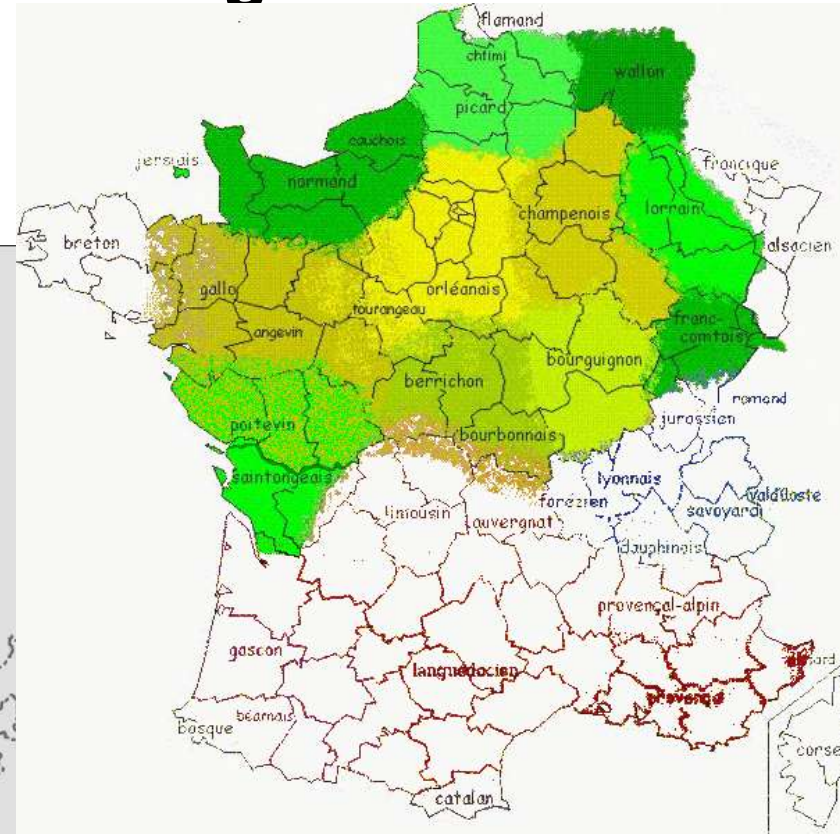 flamand
chtimi
wallon
picard
cauchois
jersiais
francique
normand
lorrain
champenois
breton
alsacien
gallo
orléanais
tourangeau
angevin
franc-
comtois
bourguignon
berrichon
romand
jurassien
poitevin
bourbonnais
saintongeais
lyonnais
valdôtaste
forézien
savoyard
limousin
auvergnat
dauphinois
provençal-alpin
gascon
languedocien
provençal
béarnais
basque
corse
catalan